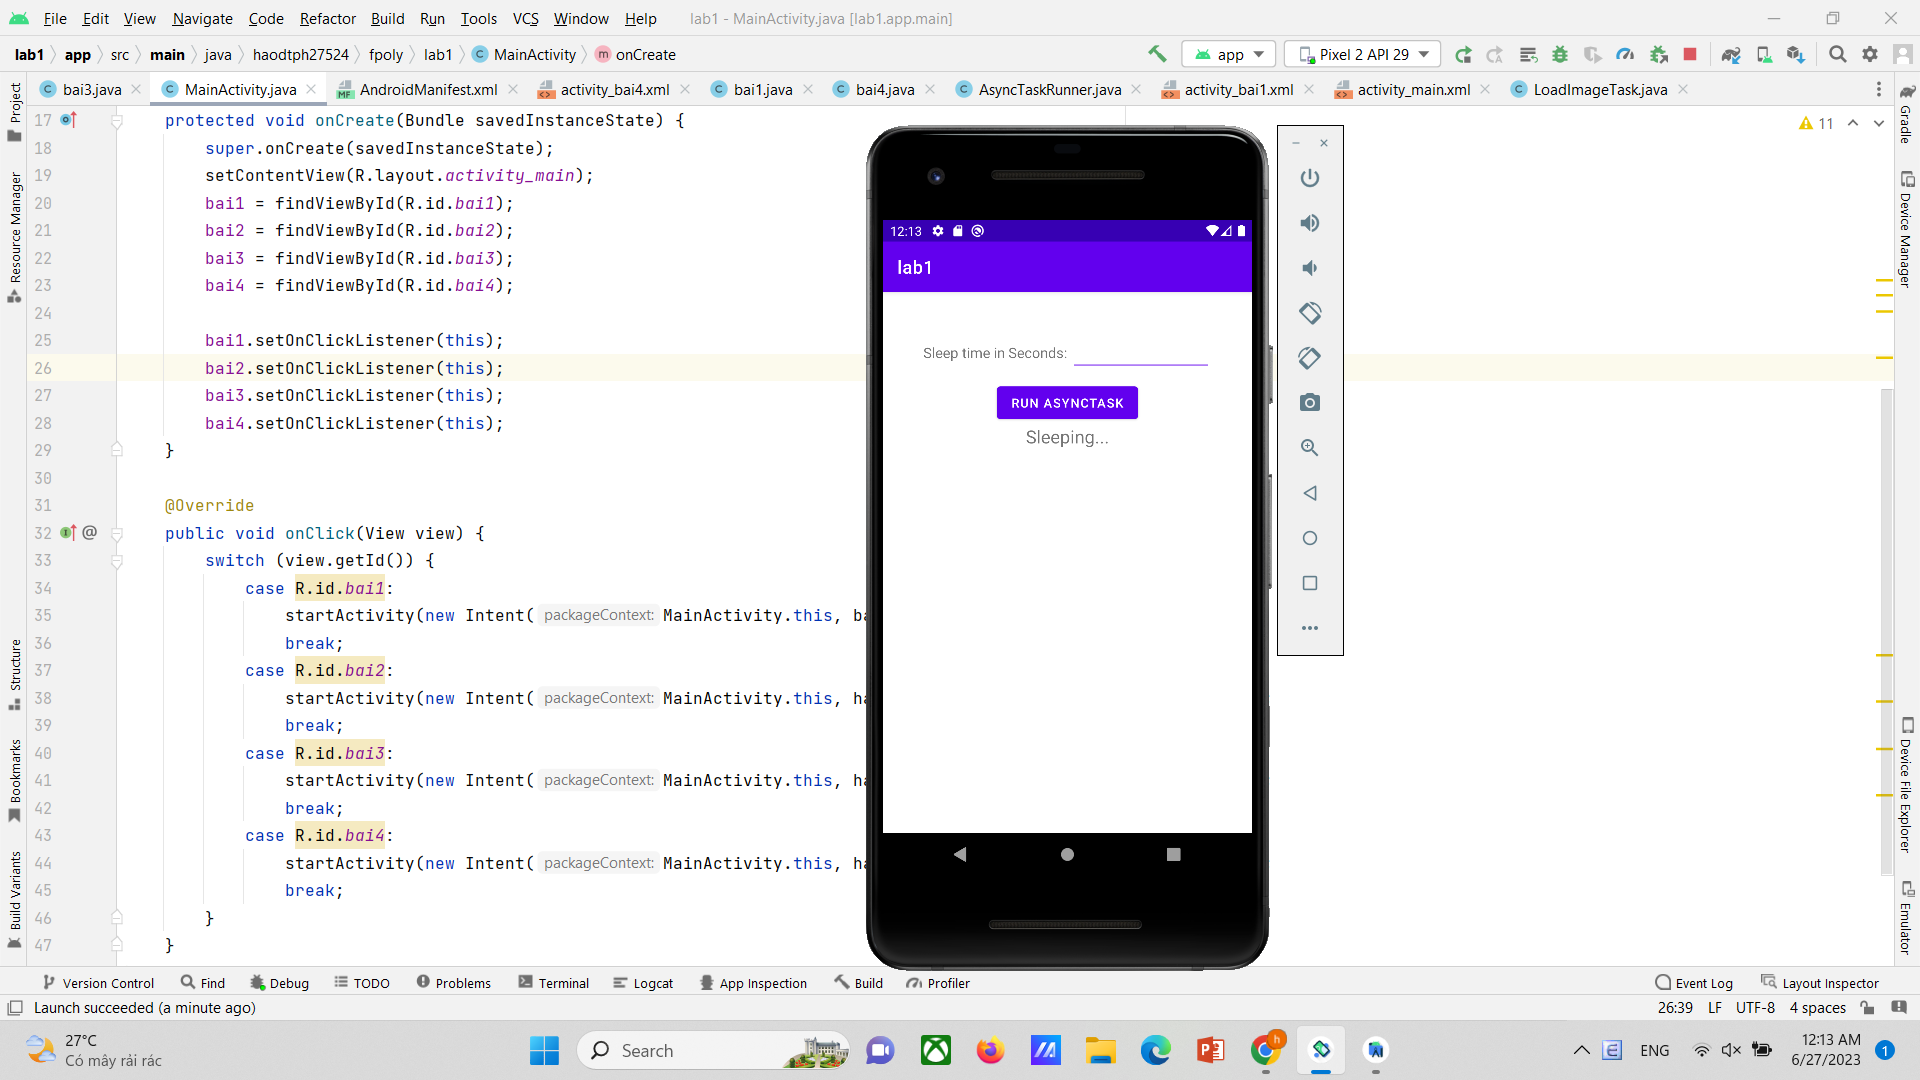 File Edit View Navigate Code Refactor Build Run Tools VCS Window Help lab1 - MainActivity.java [lab1.app.main]
lab1 app src main java haodtph27524 fpoly lab1 C MainActivity m onCreate app Pixel 2 API 29
bai3.java MainActivity.java AndroidManifest.xml activity_bai4.xml bai1.java bai4.java AsyncTaskRunner.java activity_bai1.xml activity_main.xml LoadImageTask.java
17 protected void onCreate(Bundle savedInstanceState) {
18 super.onCreate(savedInstanceState);
19 setContentView(R.layout.activity_main);
20 bai1 = findViewById(R.id.bai1);
21 bai2 = findViewById(R.id.bai2);
22 bai3 = findViewById(R.id.bai3);
23 bai4 = findViewById(R.id.bai4);
24
25 bai1.setOnClickListener(this);
26 bai2.setOnClickListener(this);
27 bai3.setOnClickListener(this);
28 bai4.setOnClickListener(this);
29 }
30
31 @Override
32 @ public void onClick(View view) {
33 switch (view.getId()) {
34 case R.id.bai1:
35 startActivity(new Intent( packageContext: MainActivity.this, ba
36 break;
37 case R.id.bai2:
38 startActivity(new Intent( packageContext: MainActivity.this, ha
39 break;
40 case R.id.bai3:
41 startActivity(new Intent( packageContext: MainActivity.this, ha
42 break;
43 case R.id.bai4:
44 startActivity(new Intent( packageContext: MainActivity.this, ha
45 break;
46 }
47 }
11
12:13
lab1
Sleep time in Seconds:
RUN ASYNCTASK
Sleeping...
Project
Resource Manager
Structure
Bookmarks
Build Variants
Gradle
Device Manager
Device File Explorer
Emulator
Version Control Find Debug TODO Problems Terminal Logcat App Inspection Build Profiler Event Log Layout Inspector
Launch succeeded (a minute ago) 26:39 LF UTF-8 4 spaces
27°C
Có mây rải rác
Search
ENG
12:13 AM
6/27/2023
1